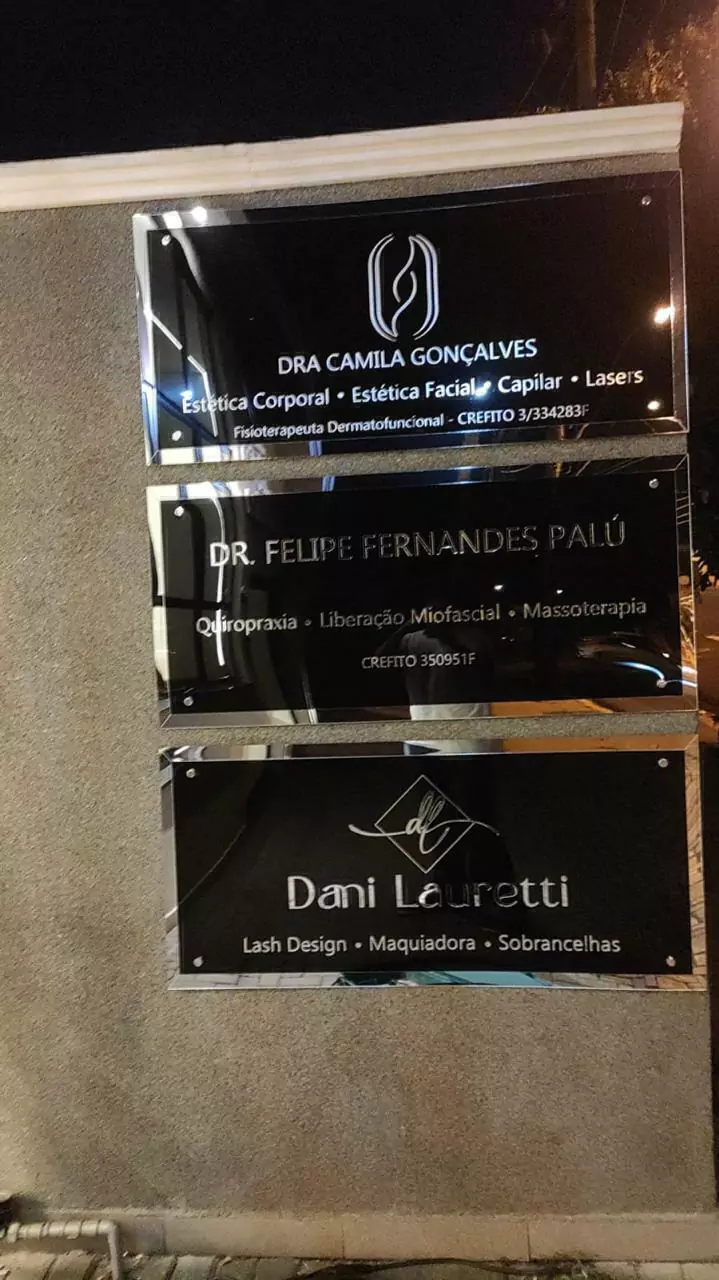 DRA CAMILA GONÇALVES
Estética Corporal • Estética Facial • Capilar • Lasers
Fisioterapeuta Dermatofuncional - CREFITO 3/334283F
DR. FELIPE FERNANDES PALÚ
Quiropraxia • Liberação Miofascial • Massoterapia
CREFITO 350951F
dl
Dani Lauretti
Lash Design • Maquiadora • Sobrancelhas